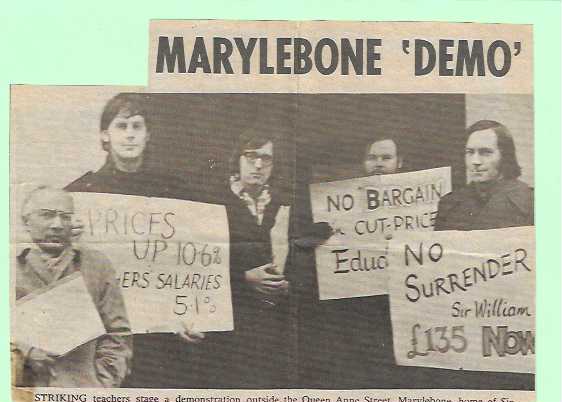 MARYLEBONE 'DEMO'
PRICES
UP 10·6%
ERS SALARIES
5·1%
NO BARGAIN
CUT-PRICE
Educ
NO
SURRENDER
Sir William
£135 NOW
STRIKING teachers stage a demonstration outside the Queen Anne Street, Marylebone, home of Sir